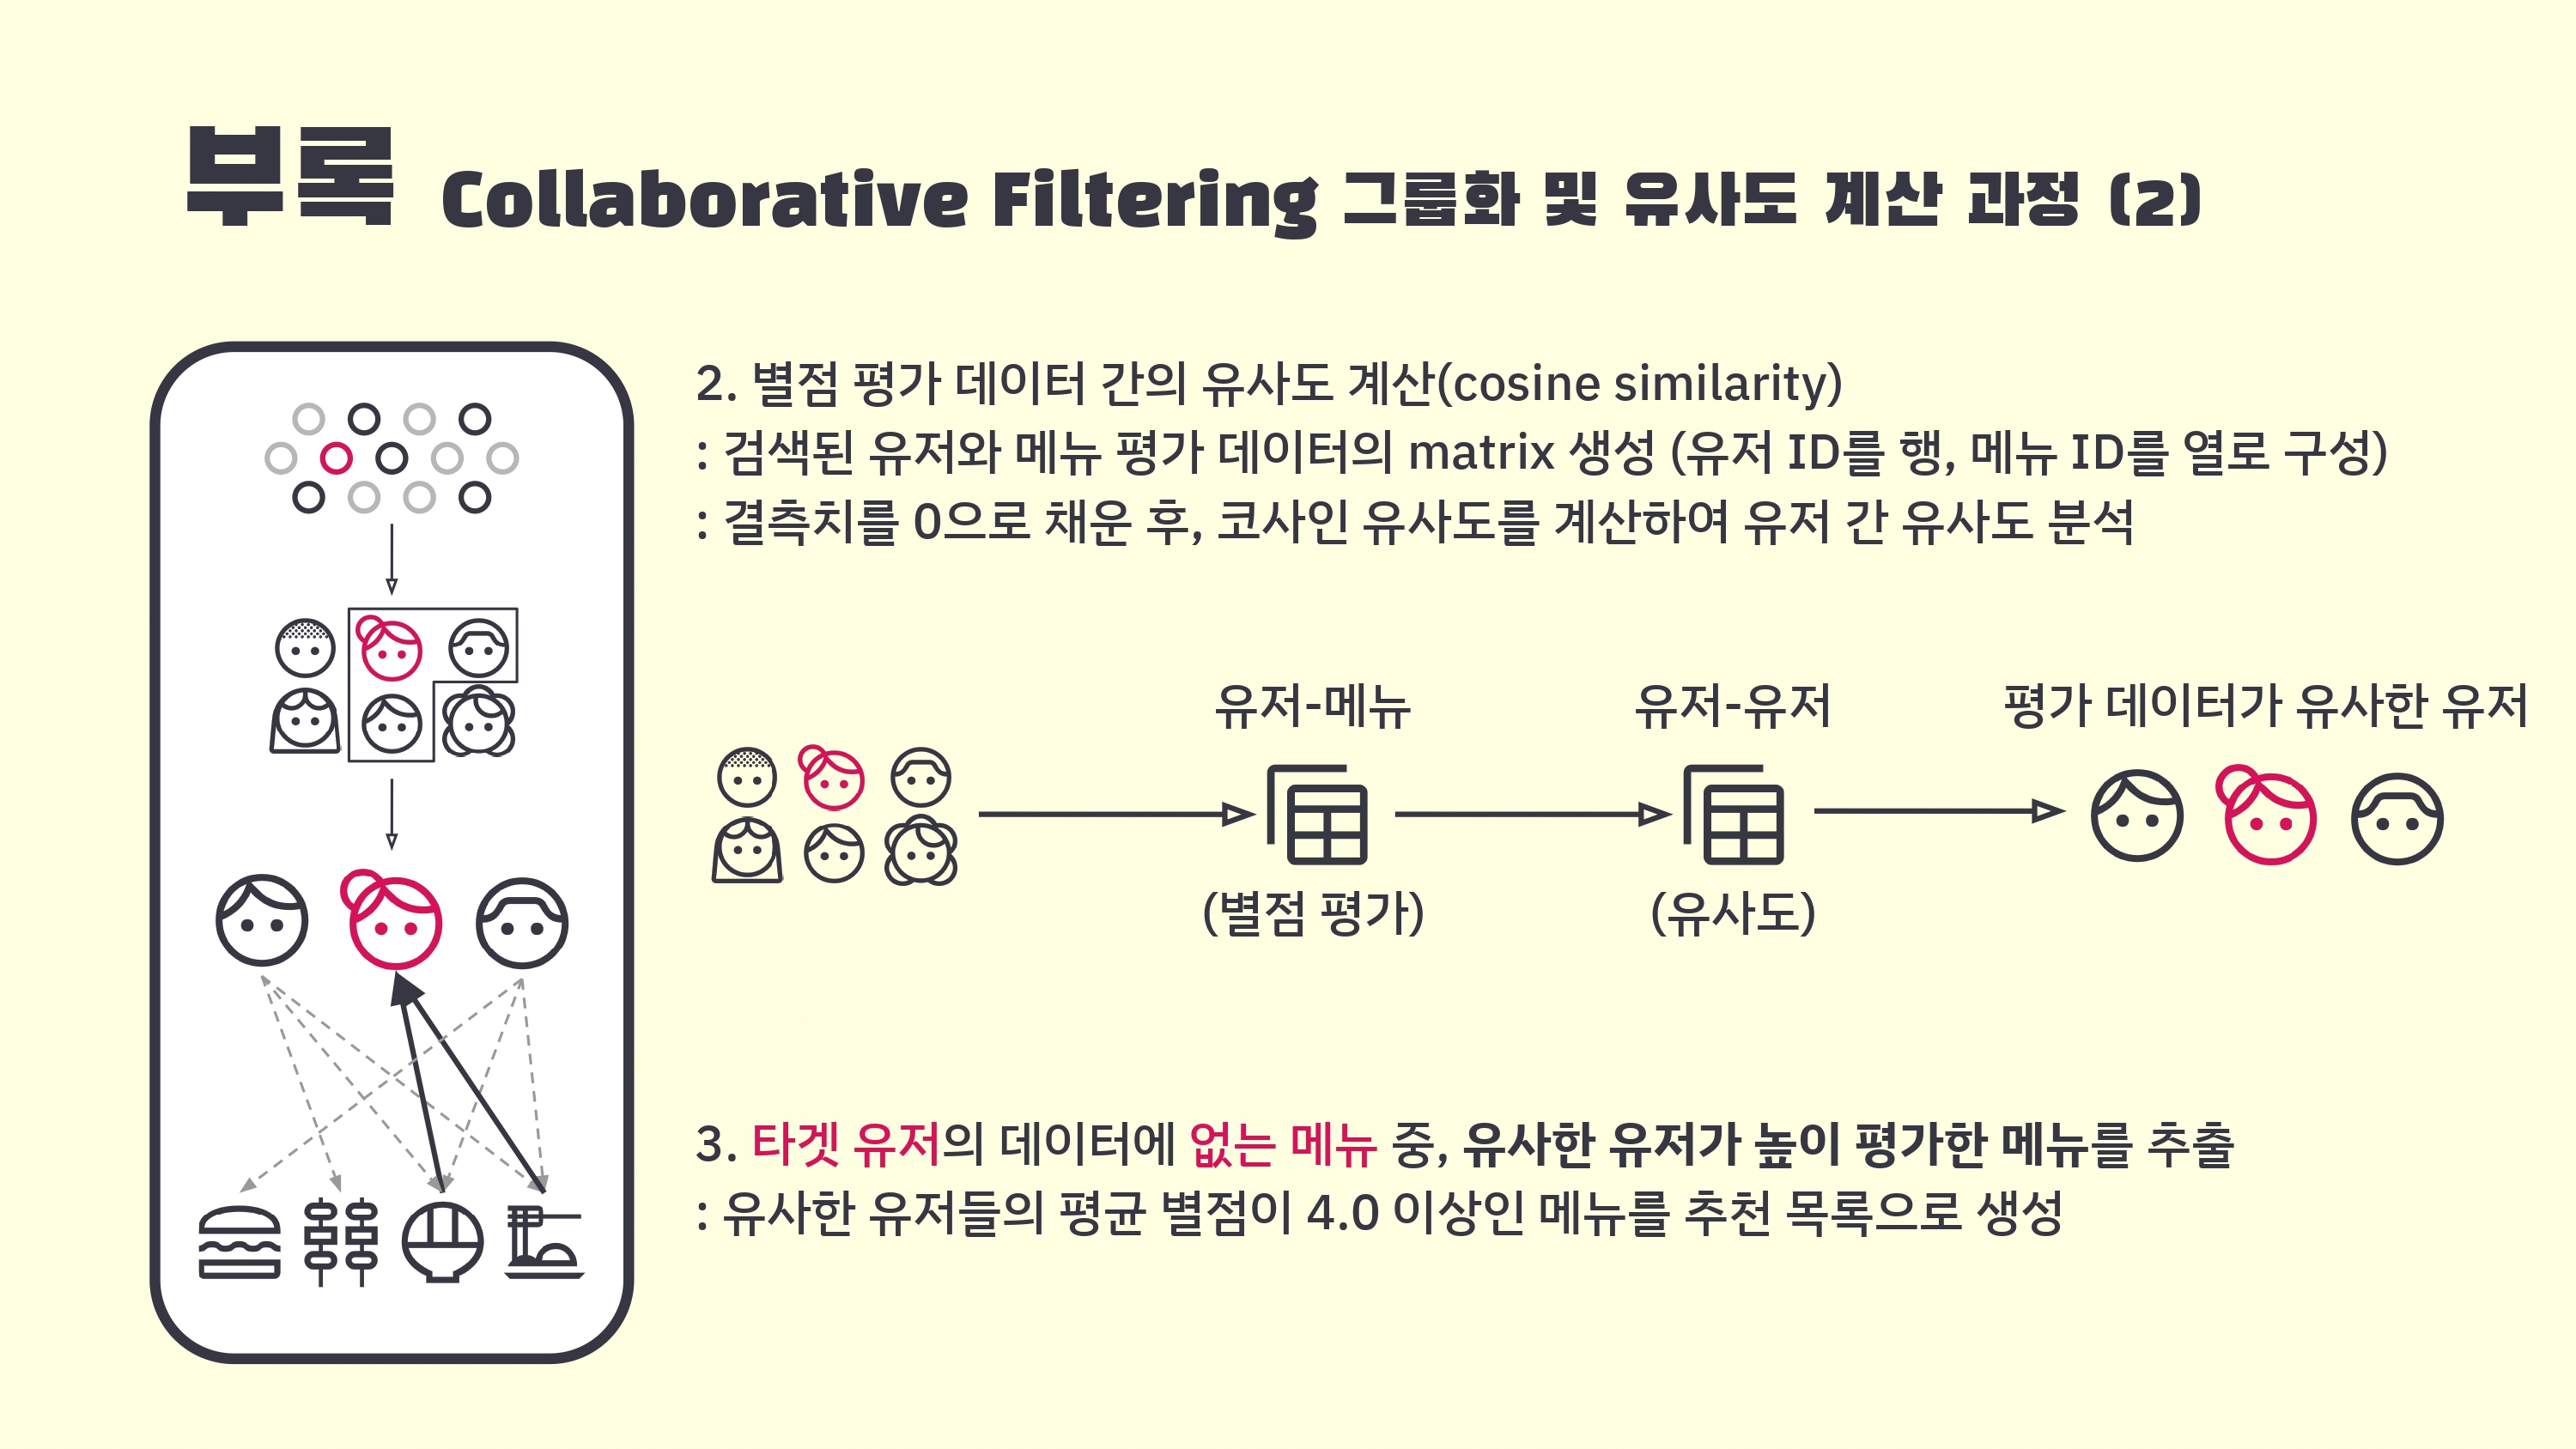 부록 Collaborative Filtering 그룹화 및 유사도 계산 과정 (2)
2. 별점 평가 데이터 간의 유사도 계산(cosine similarity)
: 검색된 유저와 메뉴 평가 데이터의 matrix 생성 (유저 ID를 행, 메뉴 ID를 열로 구성)
: 결측치를 0으로 채운 후, 코사인 유사도를 계산하여 유저 간 유사도 분석
유저-메뉴
(별점 평가)
유저-유저
(유사도)
평가 데이터가 유사한 유저
3. 타겟 유저의 데이터에 없는 메뉴 중, 유사한 유저가 높이 평가한 메뉴를 추출
: 유사한 유저들의 평균 별점이 4.0 이상인 메뉴를 추천 목록으로 생성